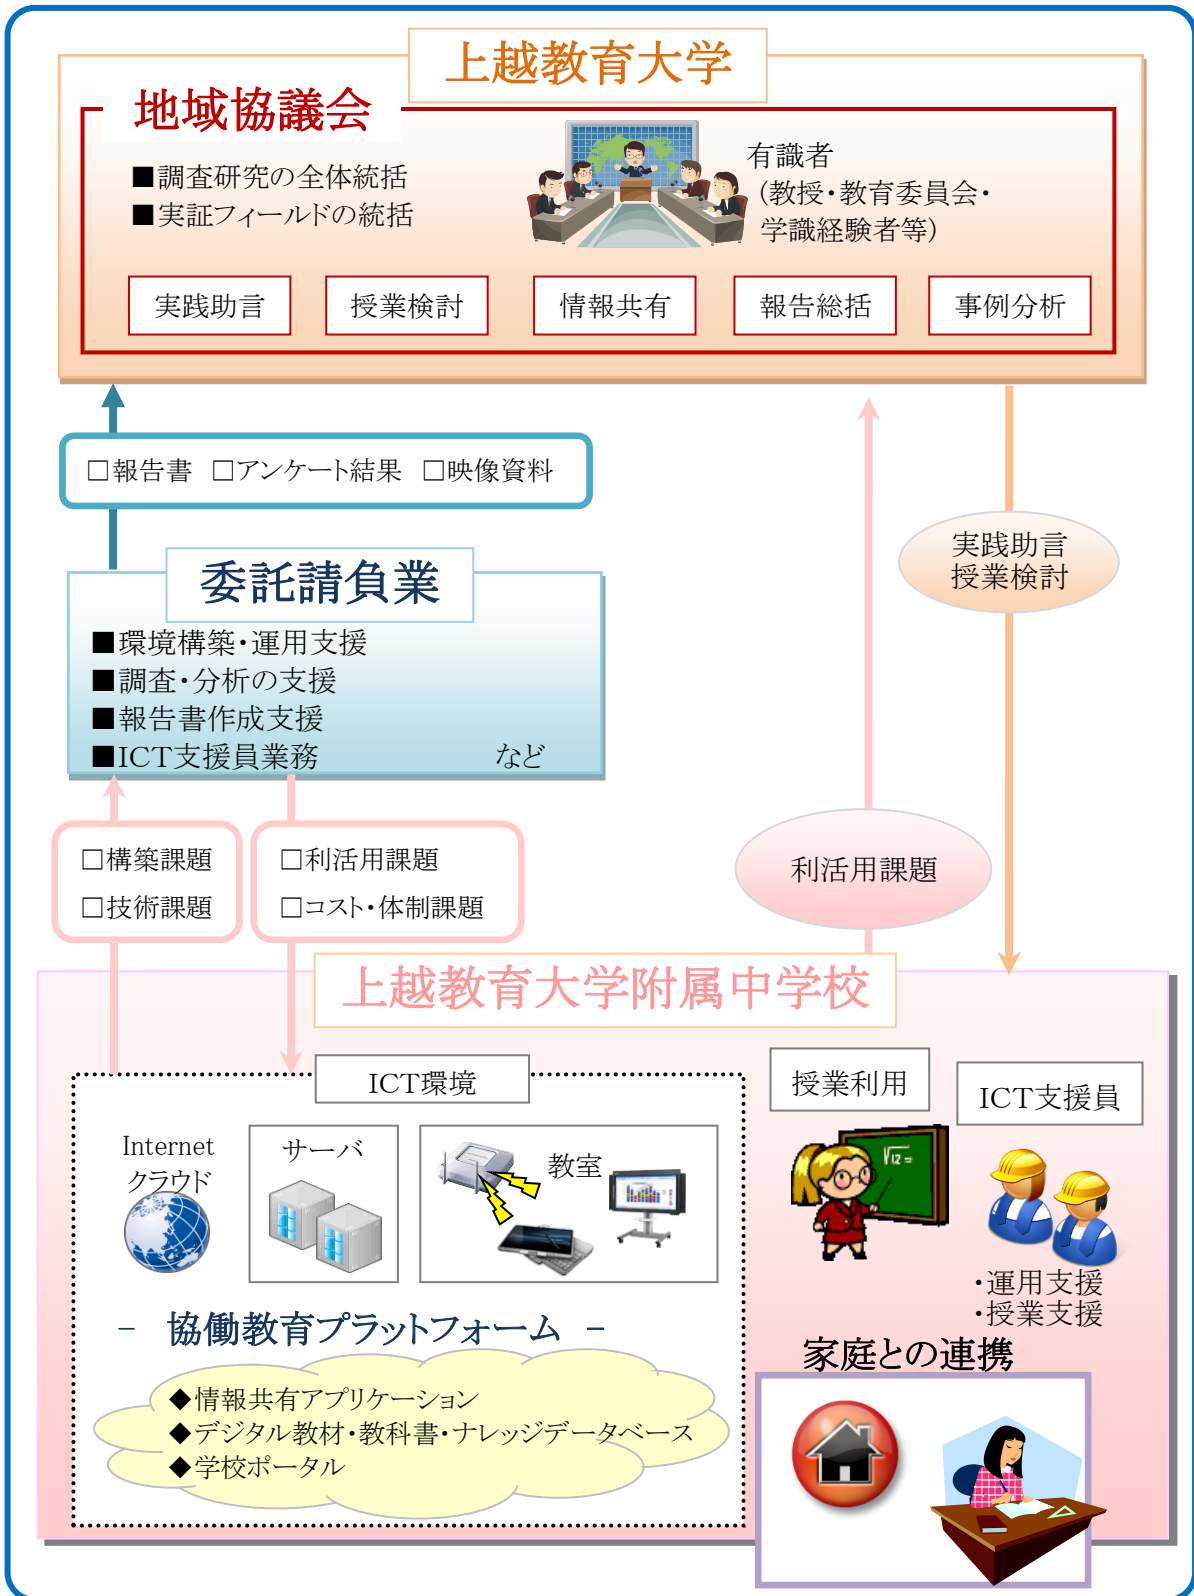 上越教育大学
地域協議会
■調査研究の全体統括
■実証フィールドの統括
有識者
(教授・教育委員会・
学識経験者等)
実践助言
授業検討
情報共有
報告総括
事例分析
□報告書 □アンケート結果 □映像資料
実践助言
授業検討
委託請負業
■環境構築・運用支援
■調査・分析の支援
■報告書作成支援
■ICT支援員業務 など
□構築課題
□技術課題
□利活用課題
□コスト・体制課題
利活用課題
上越教育大学附属中学校
ICT環境
Internet
クラウド
サーバ
教室
授業利用
√12 =
ICT支援員
・運用支援
・授業支援
－ 協働教育プラットフォーム －
◆情報共有アプリケーション
◆デジタル教材・教科書・ナレッジデータベース
◆学校ポータル
家庭との連携